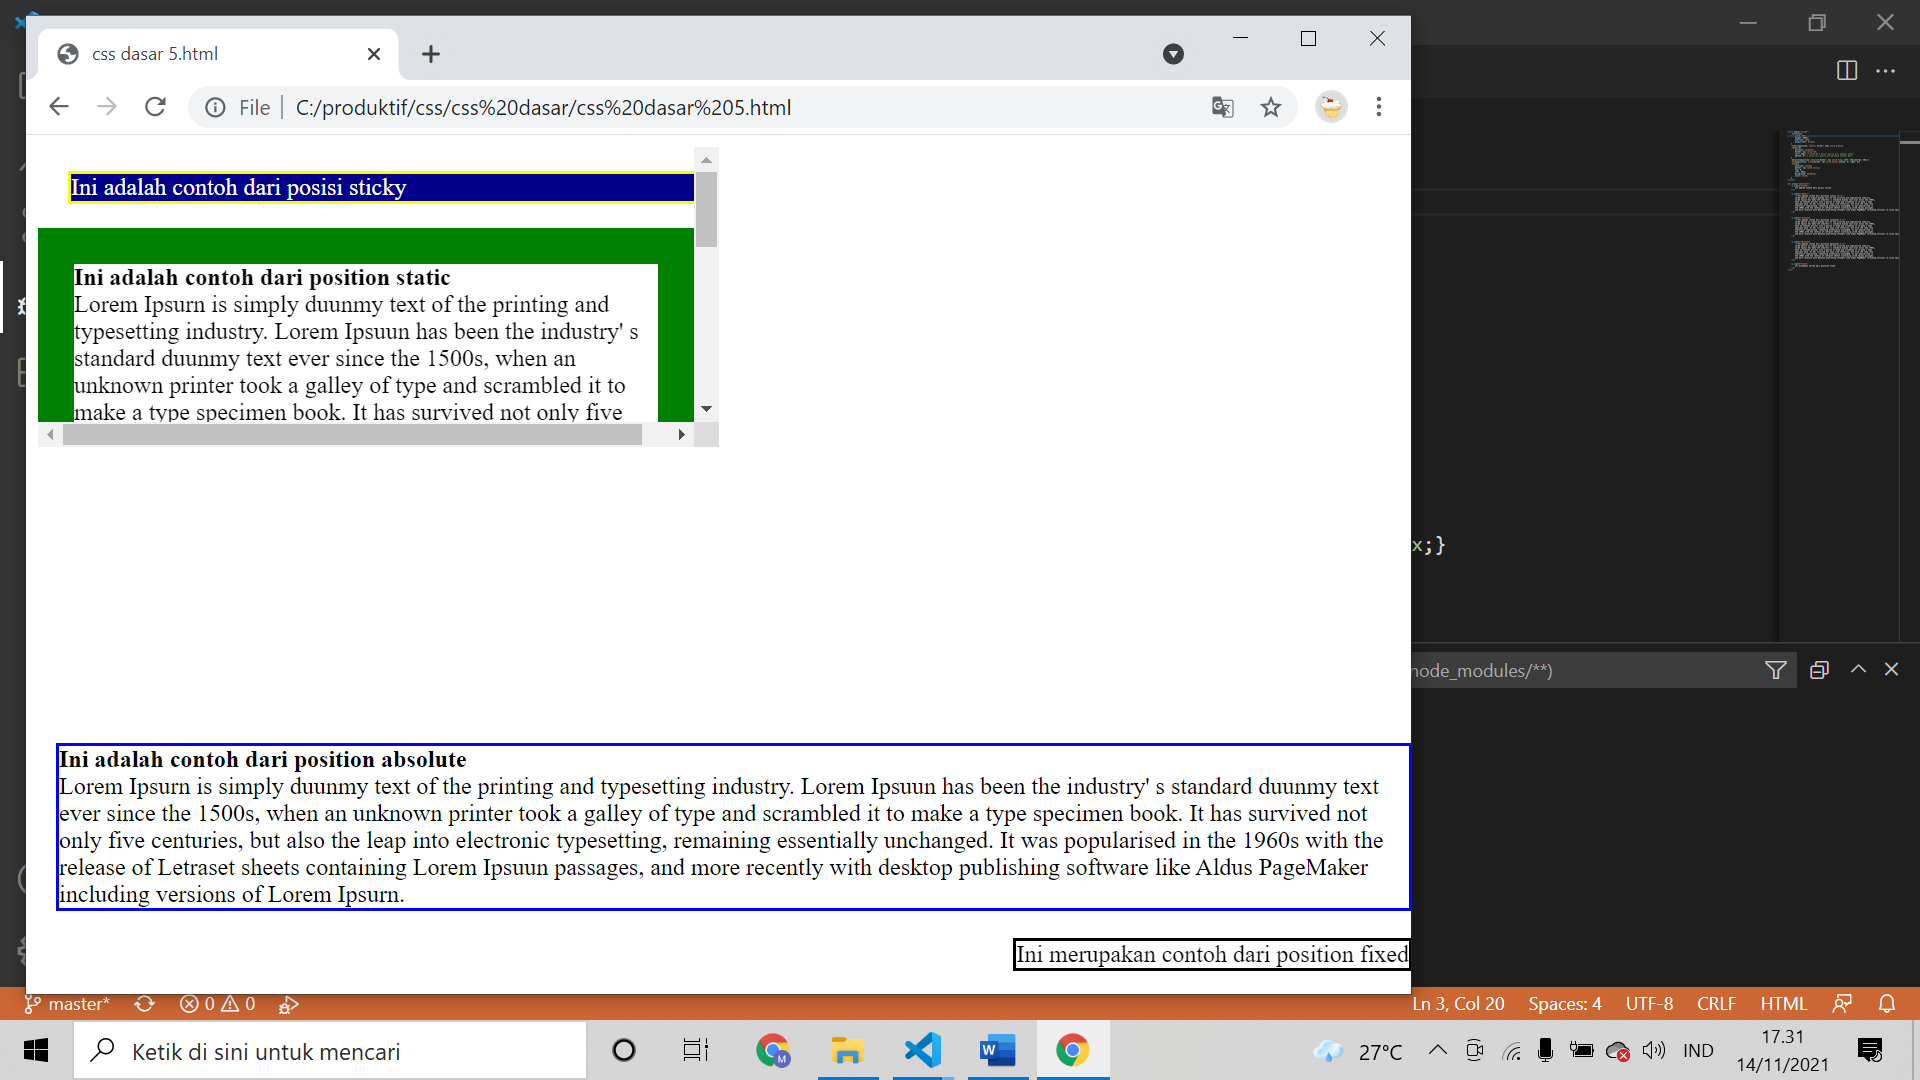 css dasar 5.html
File
C:/produktif/css/css%20dasar/css%20dasar%205.html
Ini adalah contoh dari posisi sticky
Ini adalah contoh dari position static
Lorem Ipsurn is simply duunmy text of the printing and
typesetting industry. Lorem Ipsuun has been the industry' s
standard duunmy text ever since the 1500s, when an
unknown printer took a galley of type and scrambled it to
make a type specimen book. It has survived not only five
x;}
node_modules/**)
Ini adalah contoh dari position absolute
Lorem Ipsurn is simply duunmy text of the printing and typesetting industry. Lorem Ipsuun has been the industry' s standard duunmy text
ever since the 1500s, when an unknown printer took a galley of type and scrambled it to make a type specimen book. It has survived not
only five centuries, but also the leap into electronic typesetting, remaining essentially unchanged. It was popularised in the 1960s with the
release of Letraset sheets containing Lorem Ipsuun passages, and more recently with desktop publishing software like Aldus PageMaker
including versions of Lorem Ipsurn.
Ini merupakan contoh dari position fixed
master* 0 0 Ln 3, Col 20 Spaces: 4 UTF-8 CRLF HTML
Ketik di sini untuk mencari
M
W
27°C
IND
17.31
14/11/2021